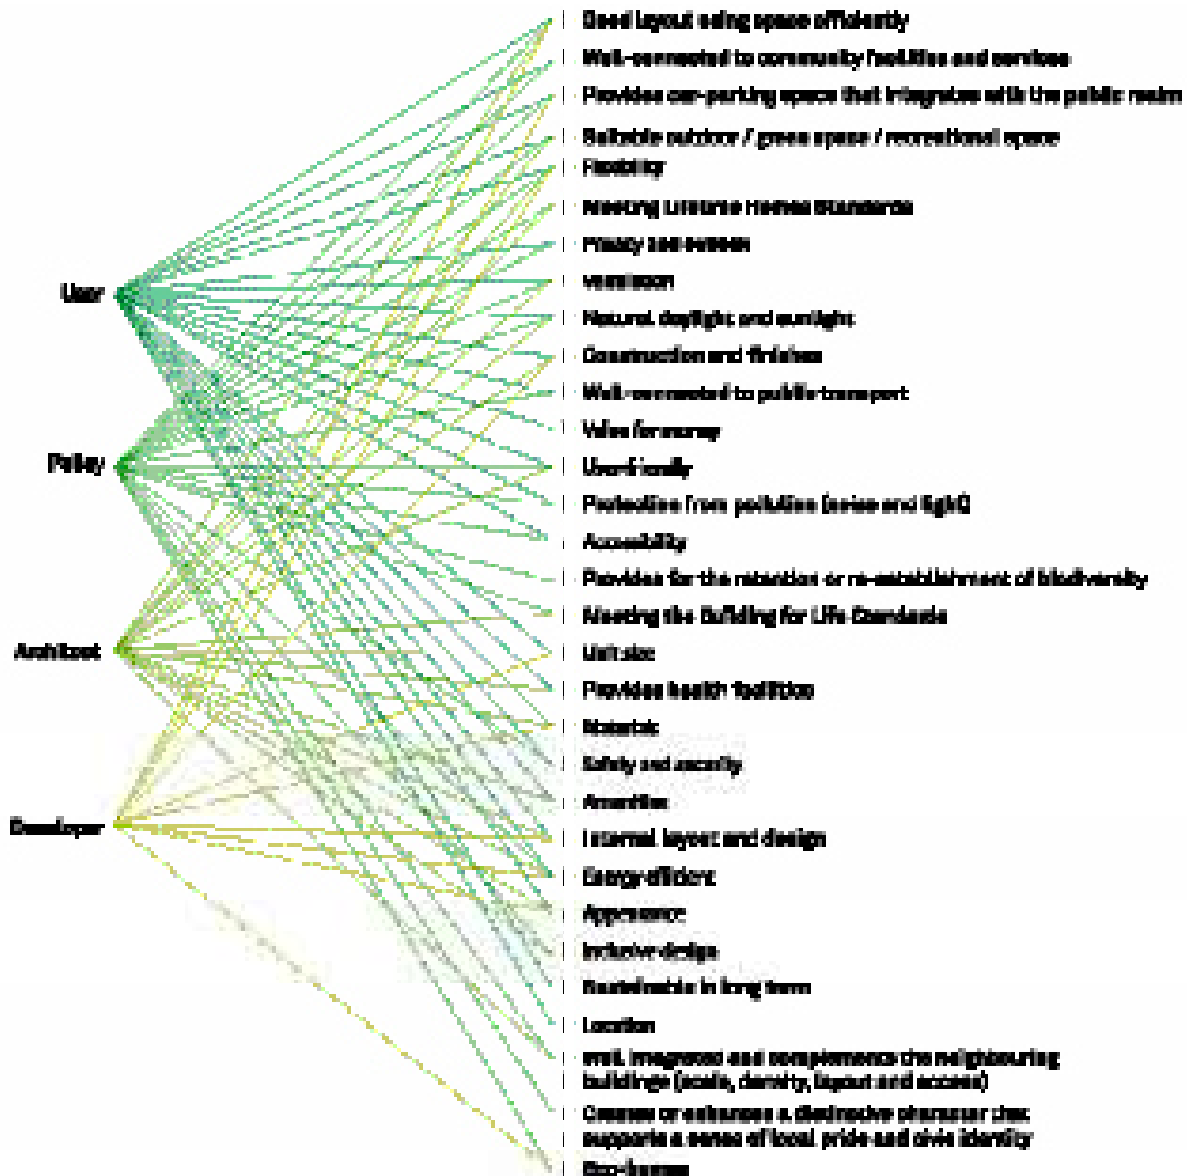 Good layout using space efficiently
Well-connected to community facilities and services
Provides car-parking space that integrates with the public realm
Suitable outdoor / green space / recreational space
Flexibility
Meeting Lifetime Homes Standards
Privacy and outlook
User
Ventilation
Natural daylight and sunlight
Construction and finishes
Well-connected to public transport
Value for money
Policy
User-friendly
Protection from pollution (noise and light)
Accessibility
Provides for the retention or re-establishment of biodiversity
Meeting the Building for Life Standards
Architect
Unit size
Provides health facilities
Materials
Safety and security
Amenities
Developer
Internal layout and design
Energy-efficient
Appearance
Inclusive design
Sustainable in long term
Location
Well integrated and complements the neighbouring
buildings (scale, density, layout and access)
Creates or enhances a distinctive character that
supports a sense of local pride and civic identity